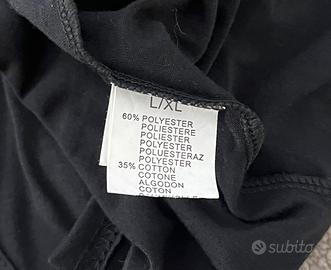 L/XL
60% POLYESTER
POLIESTERE
POLIESTER
POLYESTER
POLUESTERAZ
POLYESTER
35% COTTON
COTONE
ALGODON
COTON
subito